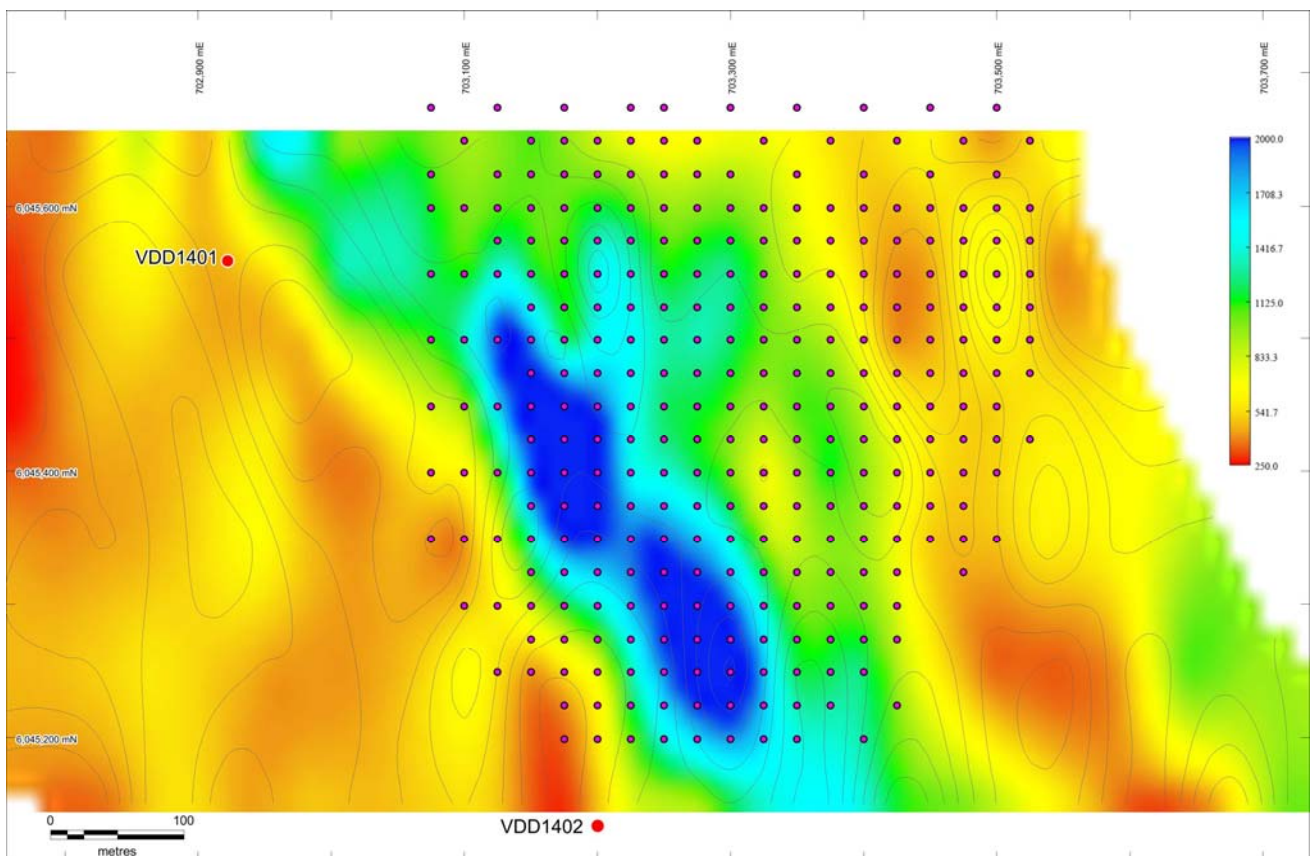 702,900 mE
703,100 mE
703,300 mE
703,500 mE
703,700 mE
2000.0
1708.3
1416.7
1125.0
833.3
541.7
250.0
6,045,600 mN
VDD1401
6,045,400 mN
6,045,200 mN
0 100
metres
VDD1402